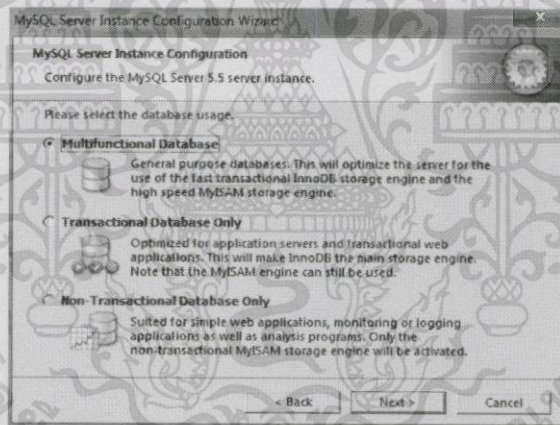 MySQL Server Instance Configuration Wizard
MySQL Server Instance Configuration
Configure the MySQL Server 5.5 server instance.
Please select the database usage.
Multifunctional Database
General purpose databases. This will optimize the server for the
use of the fast transactional InnoDB storage engine and the
high speed MyISAM storage engine.
Transactional Database Only
Optimized for application servers and transactional web
applications. This will make InnoDB the main storage engine.
Note that the MyISAM engine can still be used.
Non-Transactional Database Only
Suited for simple web applications, monitoring or logging
applications as well as analysis programs. Only the
non-transactional MyISAM storage engine will be activated.
< Back
Next >
Cancel